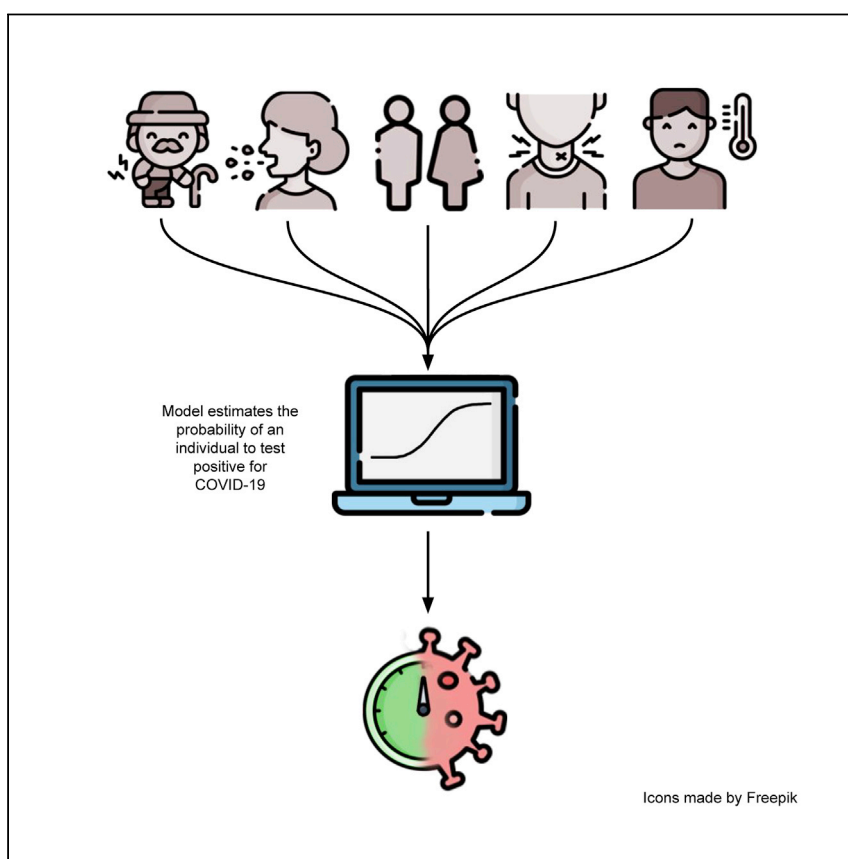 Model estimates the
probability of an
individual to test
positive for
COVID-19
Icons made by Freepik